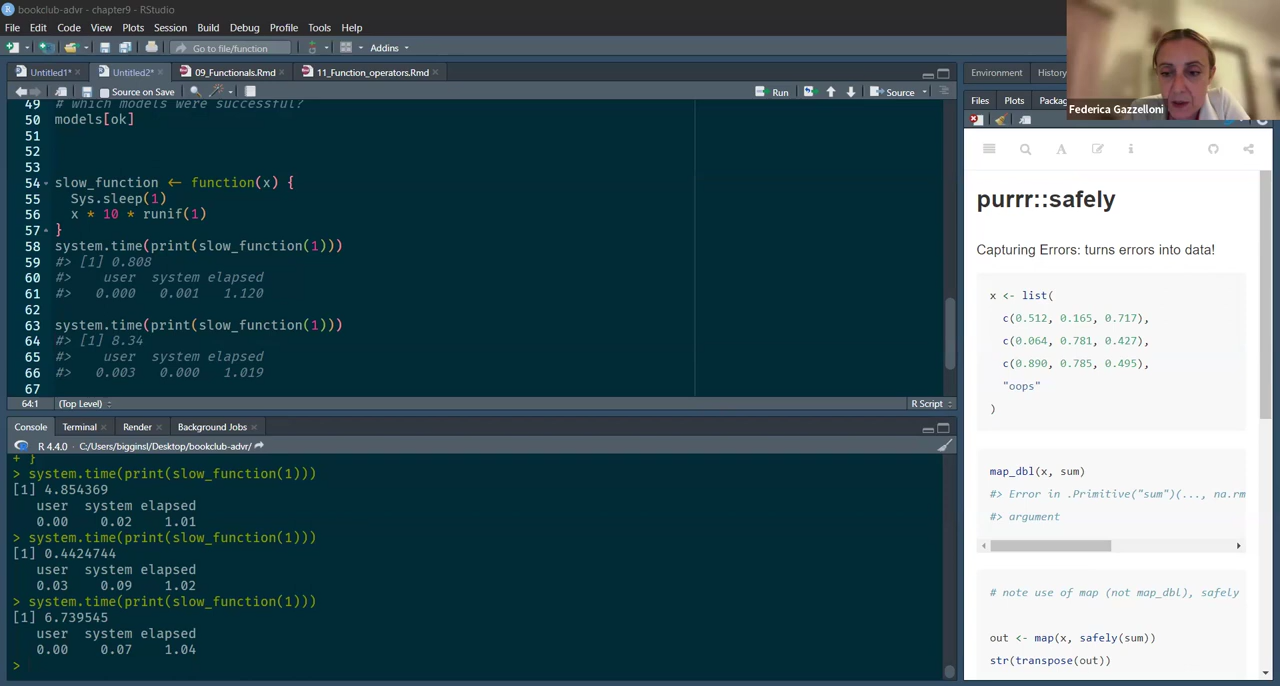 bookclub-advr - chapter9 - RStudio
File Edit Code View Plots Session Build Debug Profile Tools Help
Go to file/function Addins
Untitled1* Untitled2* 09_Functionals.Rmd 11_Function_operators.Rmd
Source on Save Run Source
49 # which models were successful?
50 models[ok]
51
52
53
54 slow_function ← function(x) {
55 Sys.sleep(1)
56 x * 10 * runif(1)
57 }
58 system.time(print(slow_function(1)))
59 #> [1] 0.808
60 #> user system elapsed
61 #> 0.000 0.001 1.120
62
63 system.time(print(slow_function(1)))
64 #> [1] 8.34
65 #> user system elapsed
66 #> 0.003 0.000 1.019
67
64:1 (Top Level) R Script
Console Terminal Render Background Jobs
R 4.4.0 · C:/Users/bigginsl/Desktop/bookclub-advr/
+ }
> system.time(print(slow_function(1)))
[1] 4.854369
user system elapsed
0.00 0.02 1.01
> system.time(print(slow_function(1)))
[1] 0.4424744
user system elapsed
0.03 0.09 1.02
> system.time(print(slow_function(1)))
[1] 6.739545
user system elapsed
0.00 0.07 1.04
>
Environment History
Files Plots Packag
Federica Gazzelloni
purrr::safely
Capturing Errors: turns errors into data!
x <- list(
c(0.512, 0.165, 0.717),
c(0.064, 0.781, 0.427),
c(0.890, 0.785, 0.495),
"oops"
)
map_dbl(x, sum)
#> Error in .Primitive("sum")(..., na.rm
#> argument
# note use of map (not map_dbl), safely
out <- map(x, safely(sum))
str(transpose(out))